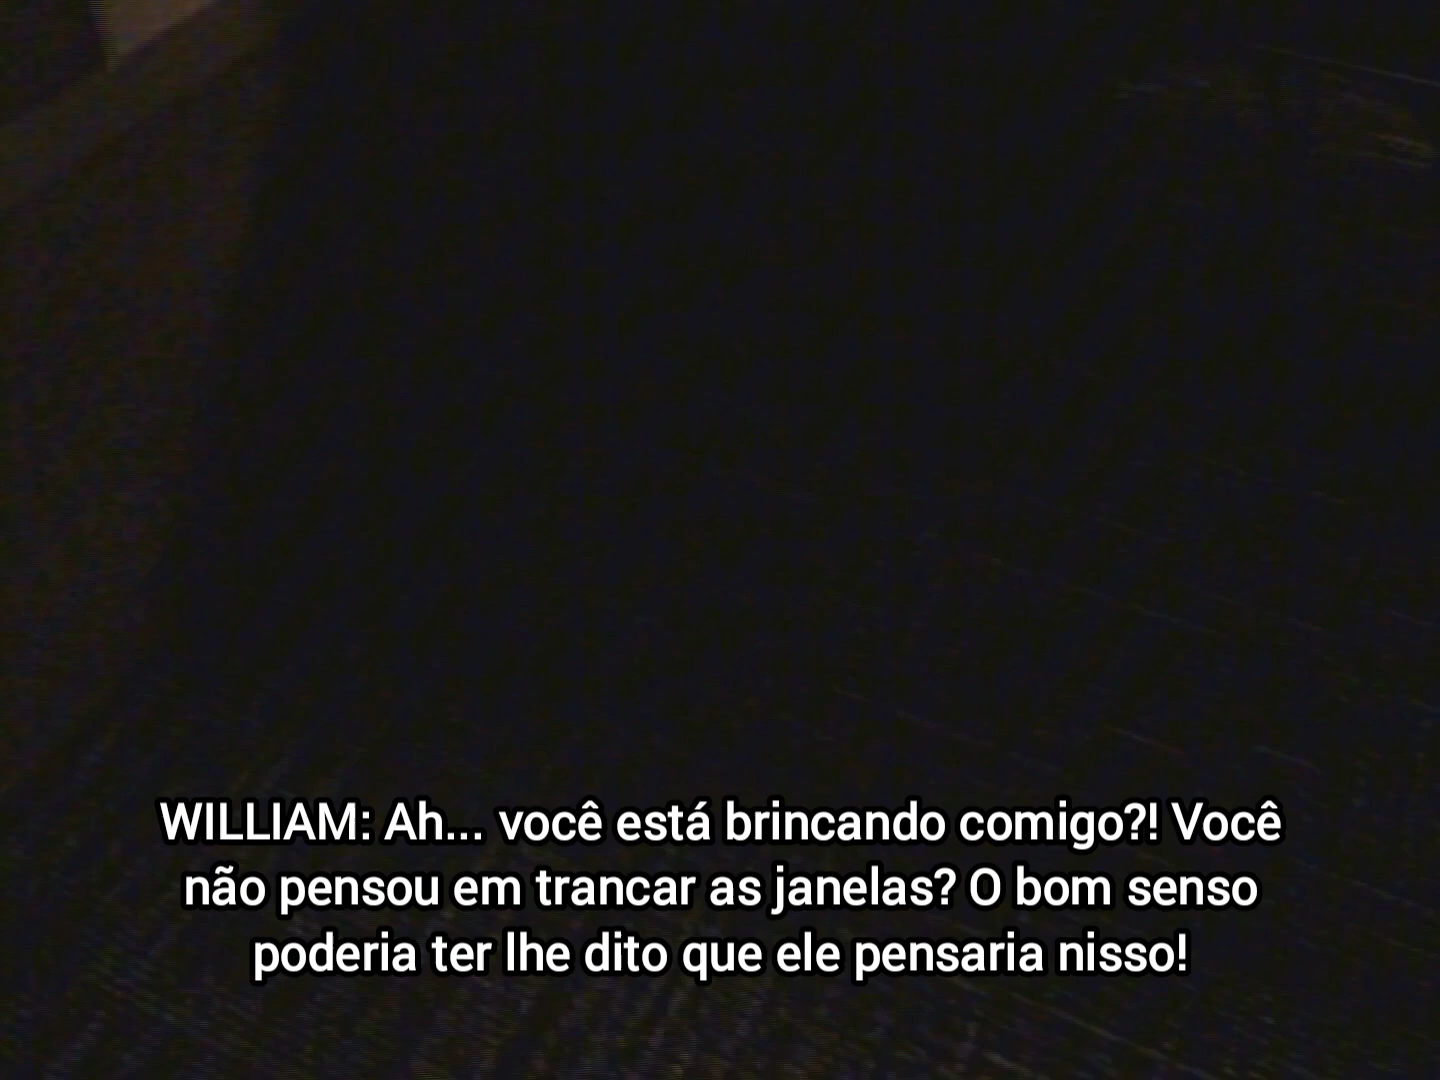 WILLIAM: Ah... você está brincando comigo?! Você
não pensou em trancar as janelas? O bom senso
poderia ter lhe dito que ele pensaria nisso!